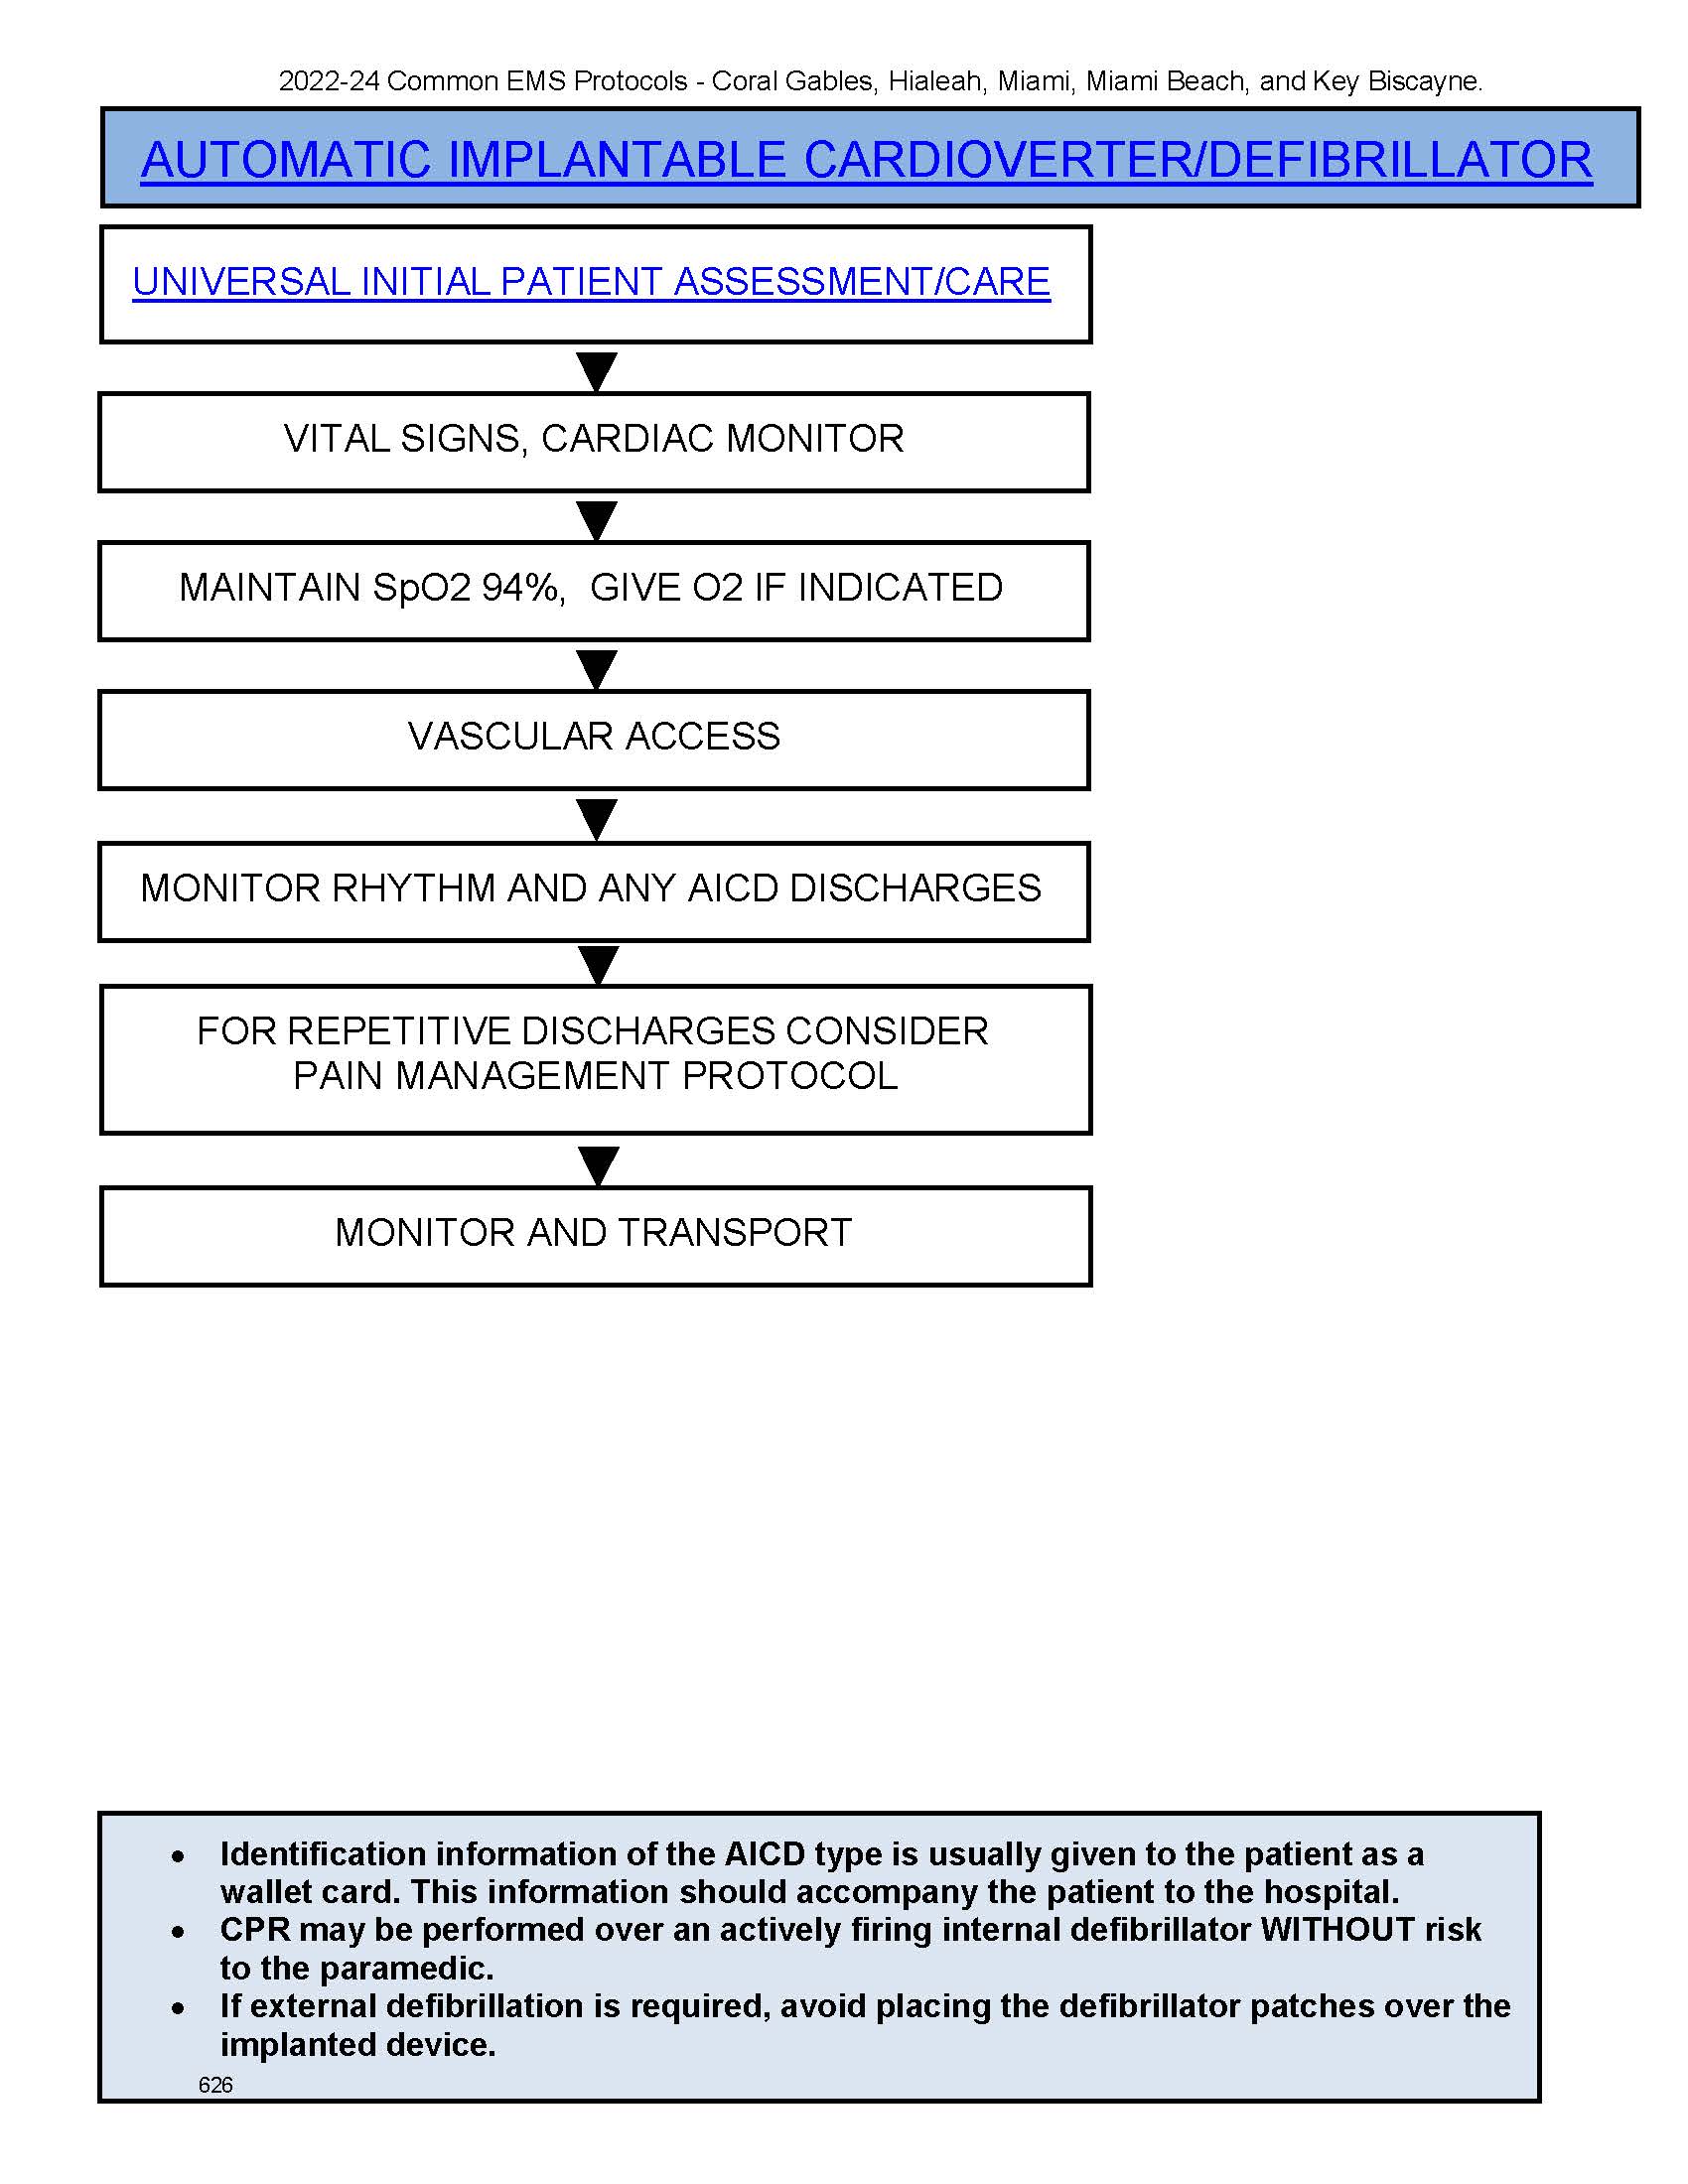 2022-24 Common EMS Protocols - Coral Gables, Hialeah, Miami, Miami Beach, and Key Biscayne.
AUTOMATIC IMPLANTABLE CARDIOVERTER/DEFIBRILLATOR
UNIVERSAL INITIAL PATIENT ASSESSMENT/CARE
VITAL SIGNS, CARDIAC MONITOR
MAINTAIN SpO2 94%,  GIVE O2 IF INDICATED
VASCULAR ACCESS
MONITOR RHYTHM AND ANY AICD DISCHARGES
FOR REPETITIVE DISCHARGES CONSIDER
PAIN MANAGEMENT PROTOCOL
MONITOR AND TRANSPORT
• Identification information of the AICD type is usually given to the patient as a
wallet card. This information should accompany the patient to the hospital.
• CPR may be performed over an actively firing internal defibrillator WITHOUT risk
to the paramedic.
• If external defibrillation is required, avoid placing the defibrillator patches over the
implanted device.
626